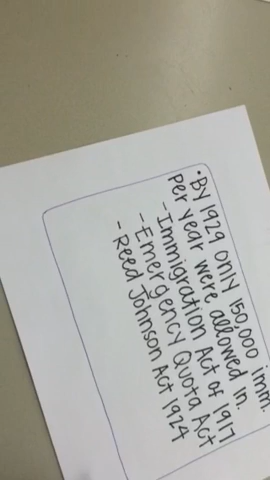 •By 1929 only 150,000 imm.
per year were allowed in.
-Immigration Act of 1917
-Emergency Quota Act
-Reed Johnson Act 1924